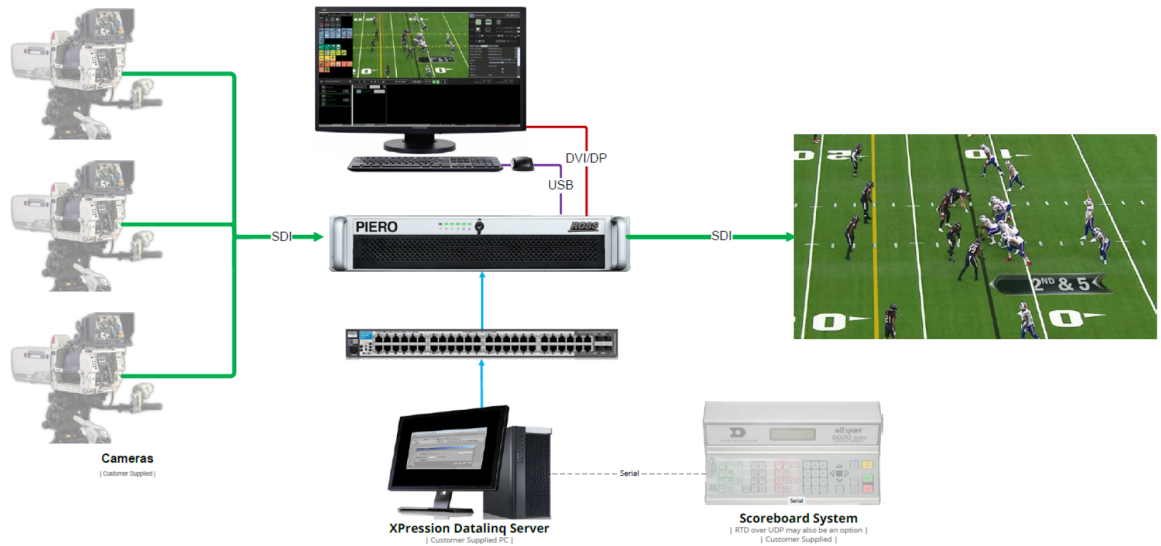 DVI/DP
USB
PIERO
ROSS
SDI
SDI
2ND & 5
Cameras
| Customer Supplied |
Serial
Serial
XPression Datalinq Server
| Customer Supplied PC |
Scoreboard System
| RTD over UDP may also be an option |
| Customer Supplied |